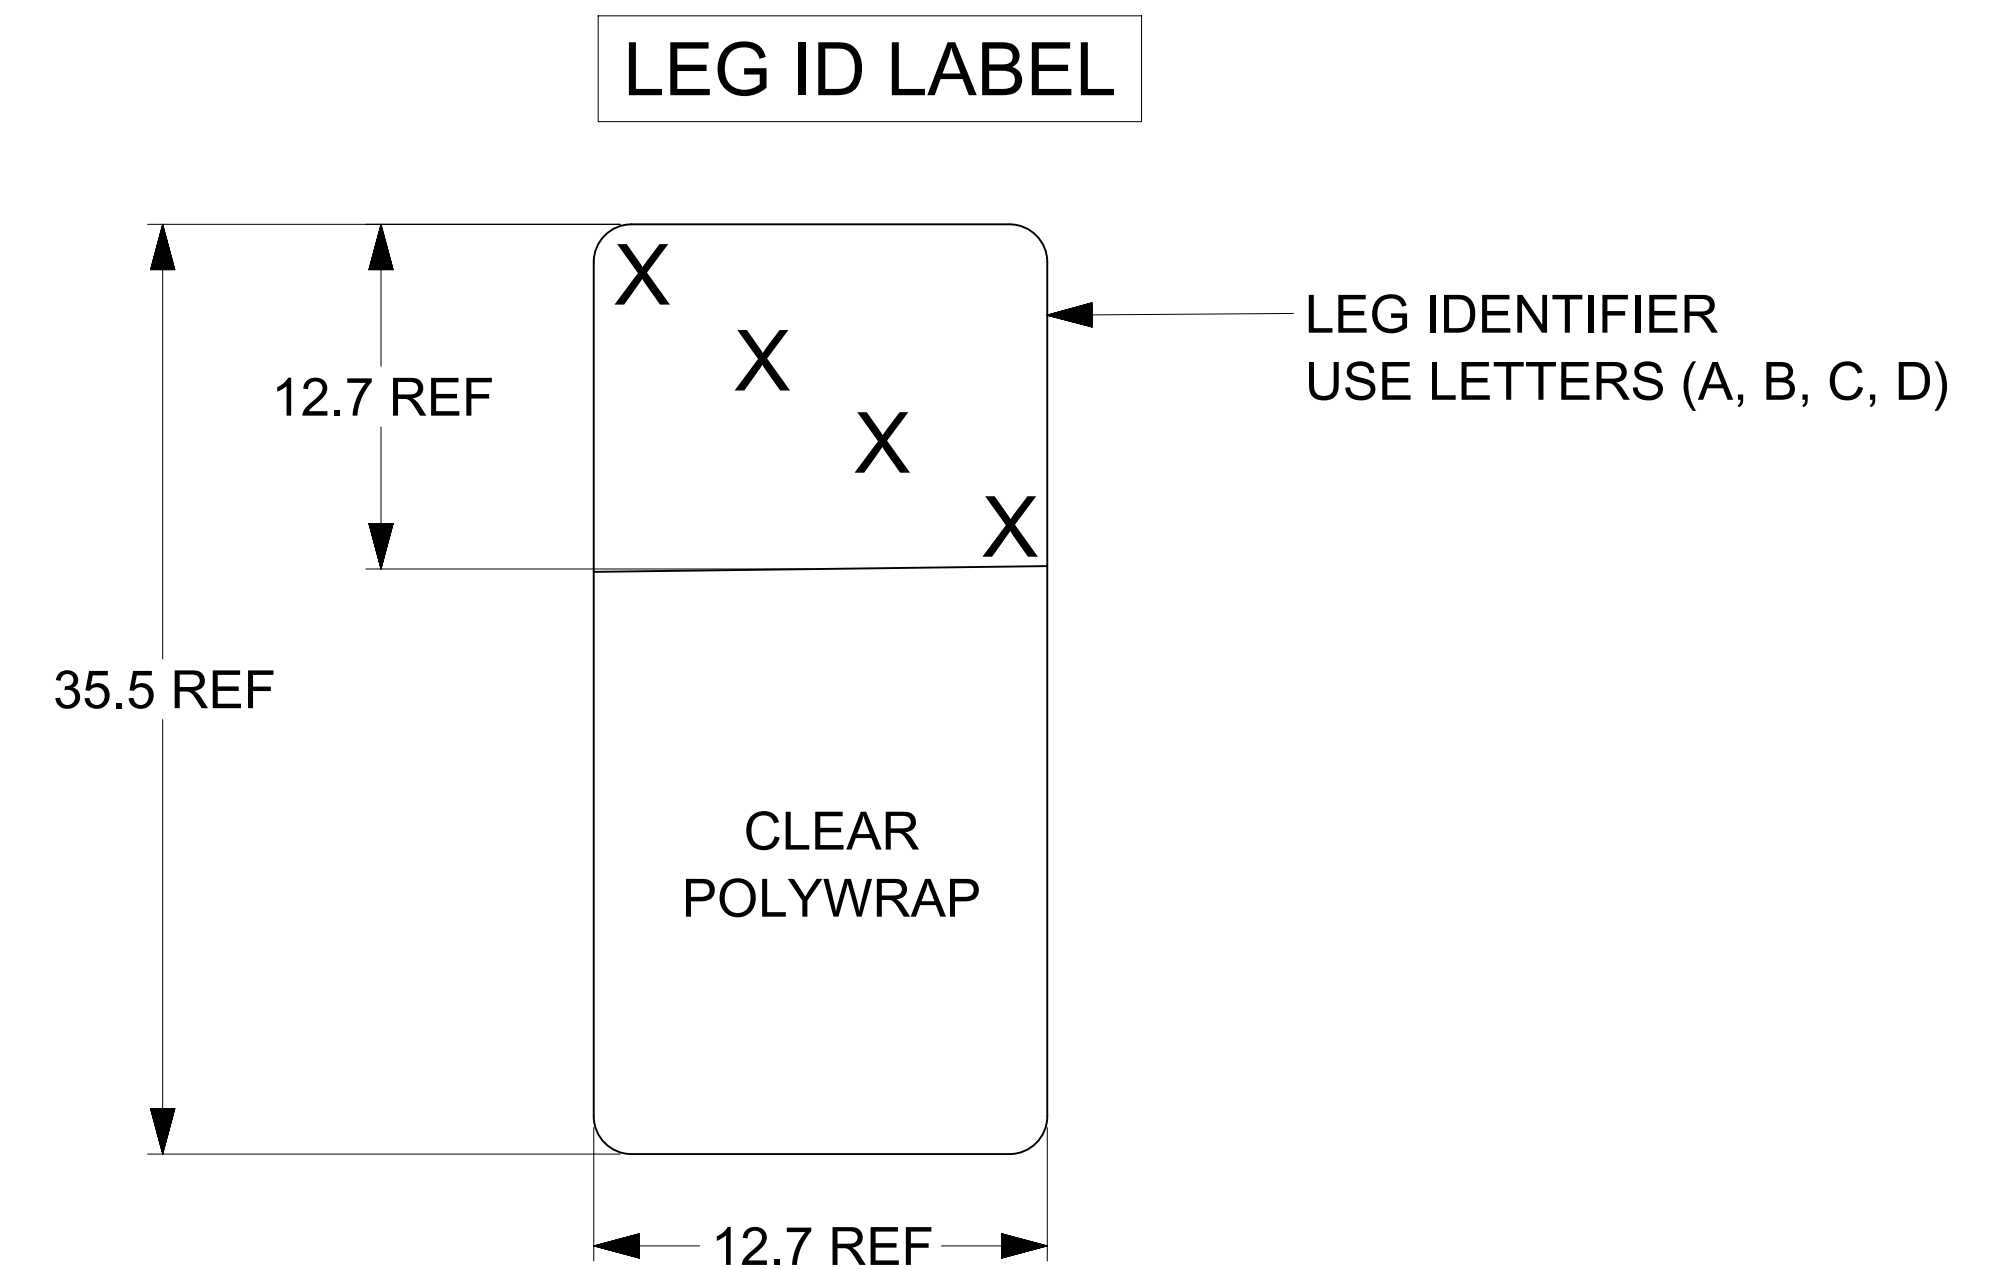 LEG ID LABEL
X
X
X
X
LEG IDENTIFIER
USE LETTERS (A, B, C, D)
12.7 REF
35.5 REF
CLEAR
POLYWRAP
12.7 REF